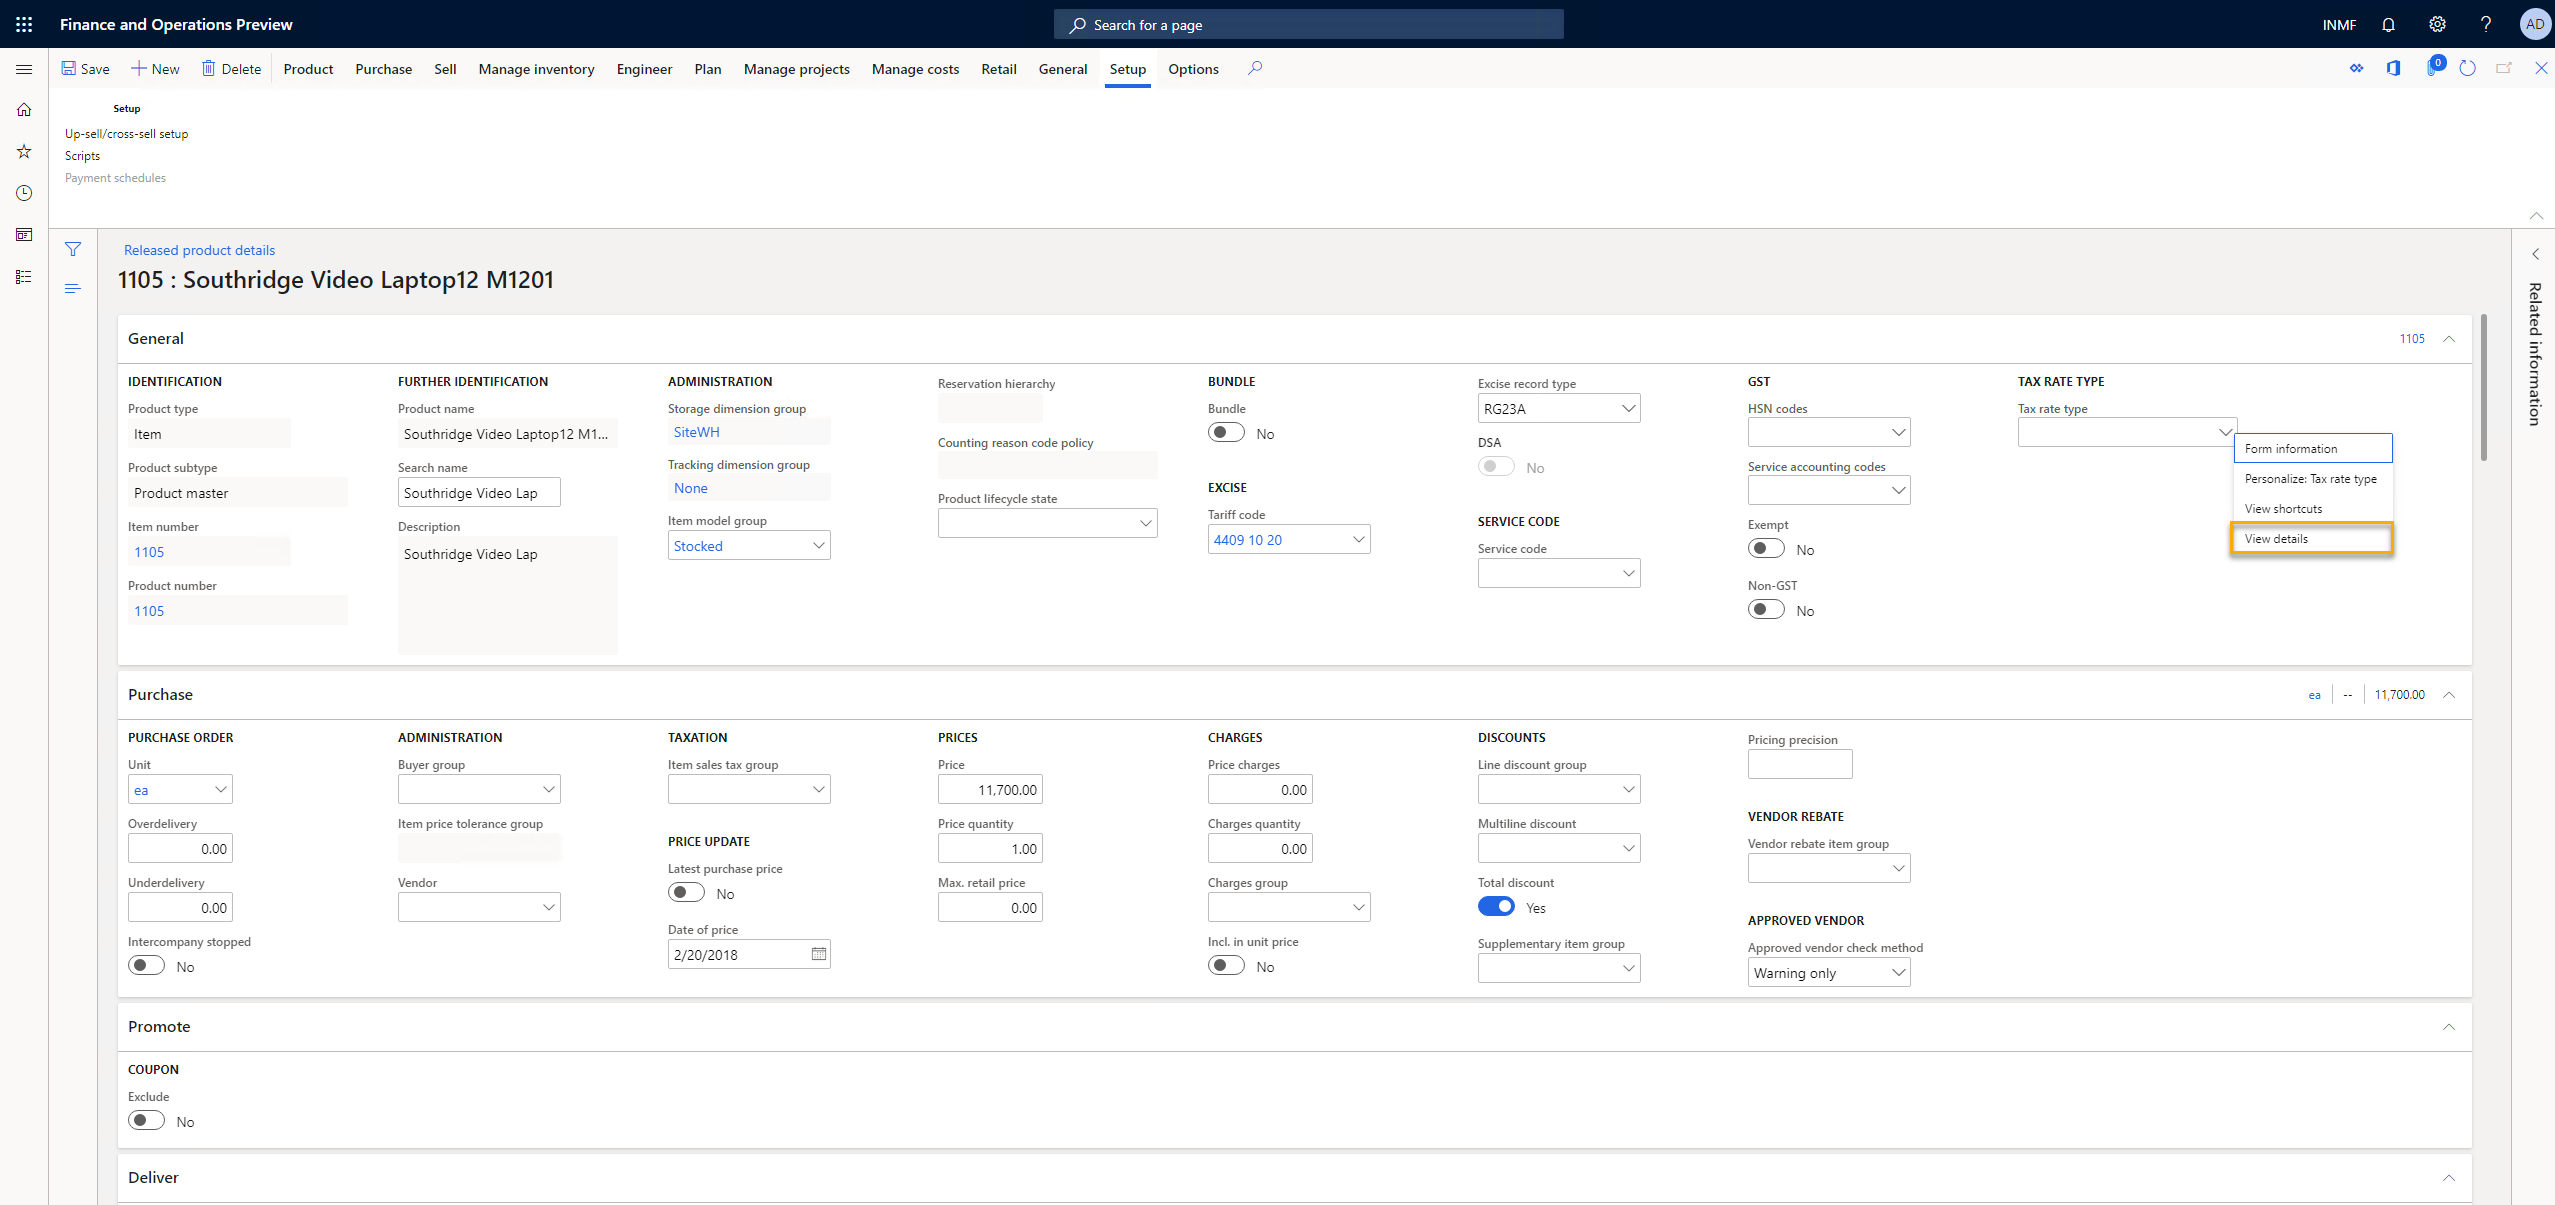 Finance and Operations Preview
Search for a page
INMF
?
AD
Save
New
Delete
Product
Purchase
Sell
Manage inventory
Engineer
Plan
Manage projects
Manage costs
Retail
General
Setup
Options
0
Setup
Up-sell/cross-sell setup
Scripts
Payment schedules
Released product details
1105 : Southridge Video Laptop12 M1201
Related information
General
1105
IDENTIFICATION
Product type
Item
Product subtype
Product master
Item number
1105
Product number
1105
FURTHER IDENTIFICATION
Product name
Southridge Video Laptop12 M1...
Search name
Southridge Video Lap
Description
Southridge Video Lap
ADMINISTRATION
Storage dimension group
SiteWH
Tracking dimension group
None
Item model group
Stocked
Reservation hierarchy
Counting reason code policy
Product lifecycle state
BUNDLE
Bundle
No
EXCISE
Tariff code
4409 10 20
Excise record type
RG23A
DSA
No
SERVICE CODE
Service code
GST
HSN codes
Service accounting codes
Exempt
No
Non-GST
No
TAX RATE TYPE
Tax rate type
Form information
Personalize: Tax rate type
View shortcuts
View details
Purchase
ea
--
11,700.00
PURCHASE ORDER
Unit
ea
Overdelivery
0.00
Underdelivery
0.00
Intercompany stopped
No
ADMINISTRATION
Buyer group
Item price tolerance group
Vendor
TAXATION
Item sales tax group
PRICE UPDATE
Latest purchase price
No
Date of price
2/20/2018
PRICES
Price
11,700.00
Price quantity
1.00
Max. retail price
0.00
CHARGES
Price charges
0.00
Charges quantity
0.00
Charges group
Incl. in unit price
No
DISCOUNTS
Line discount group
Multiline discount
Total discount
Yes
Supplementary item group
Pricing precision
VENDOR REBATE
Vendor rebate item group
APPROVED VENDOR
Approved vendor check method
Warning only
Promote
COUPON
Exclude
No
Deliver